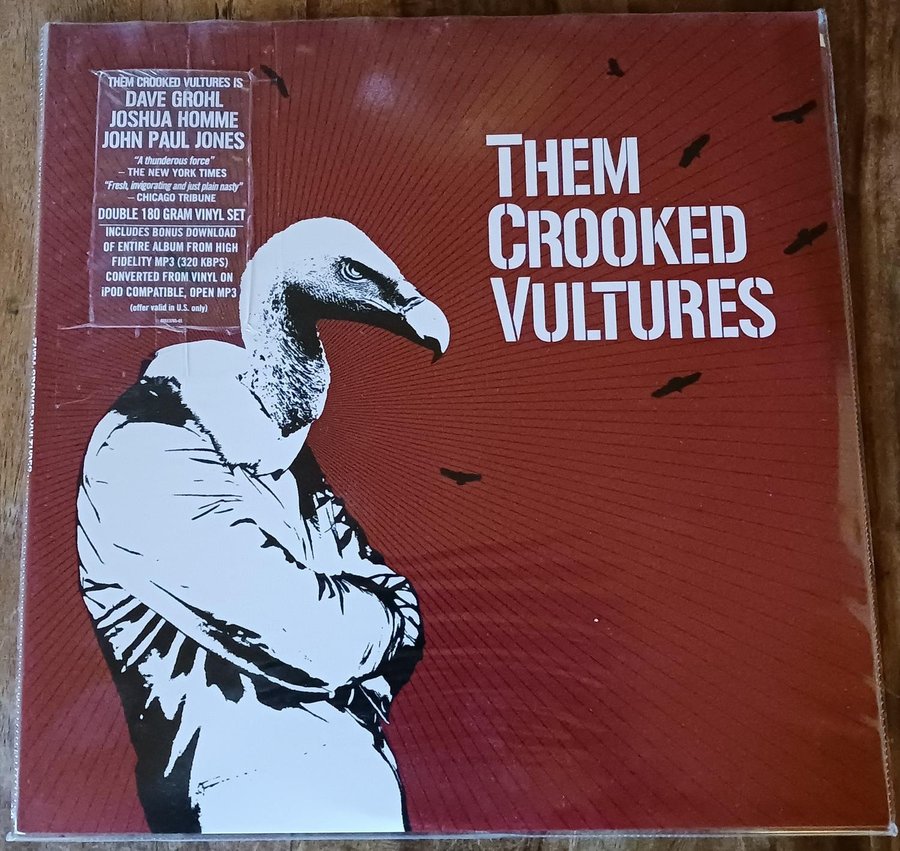 THEM CROOKED VULTURES IS
DAVE GROHL
JOSHUA HOMME
JOHN PAUL JONES
"A thunderous force"
– THE NEW YORK TIMES
"Fresh, invigorating and just plain nasty"
– CHICAGO TRIBUNE
DOUBLE 180 GRAM VINYL SET
INCLUDES BONUS DOWNLOAD
OF ENTIRE ALBUM FROM HIGH
FIDELITY MP3 (320 KBPS)
CONVERTED FROM VINYL ON
iPOD COMPATIBLE, OPEN MP3
(offer valid in U.S. only)
THEM
CROOKED
VULTURES
THEM CROOKED VULTURES